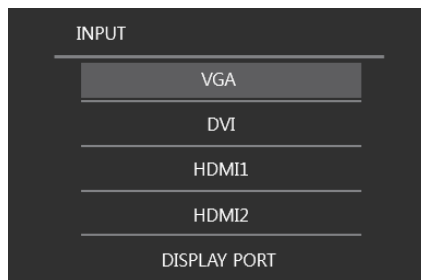 INPUT
VGA
DVI
HDMI1
HDMI2
DISPLAY PORT